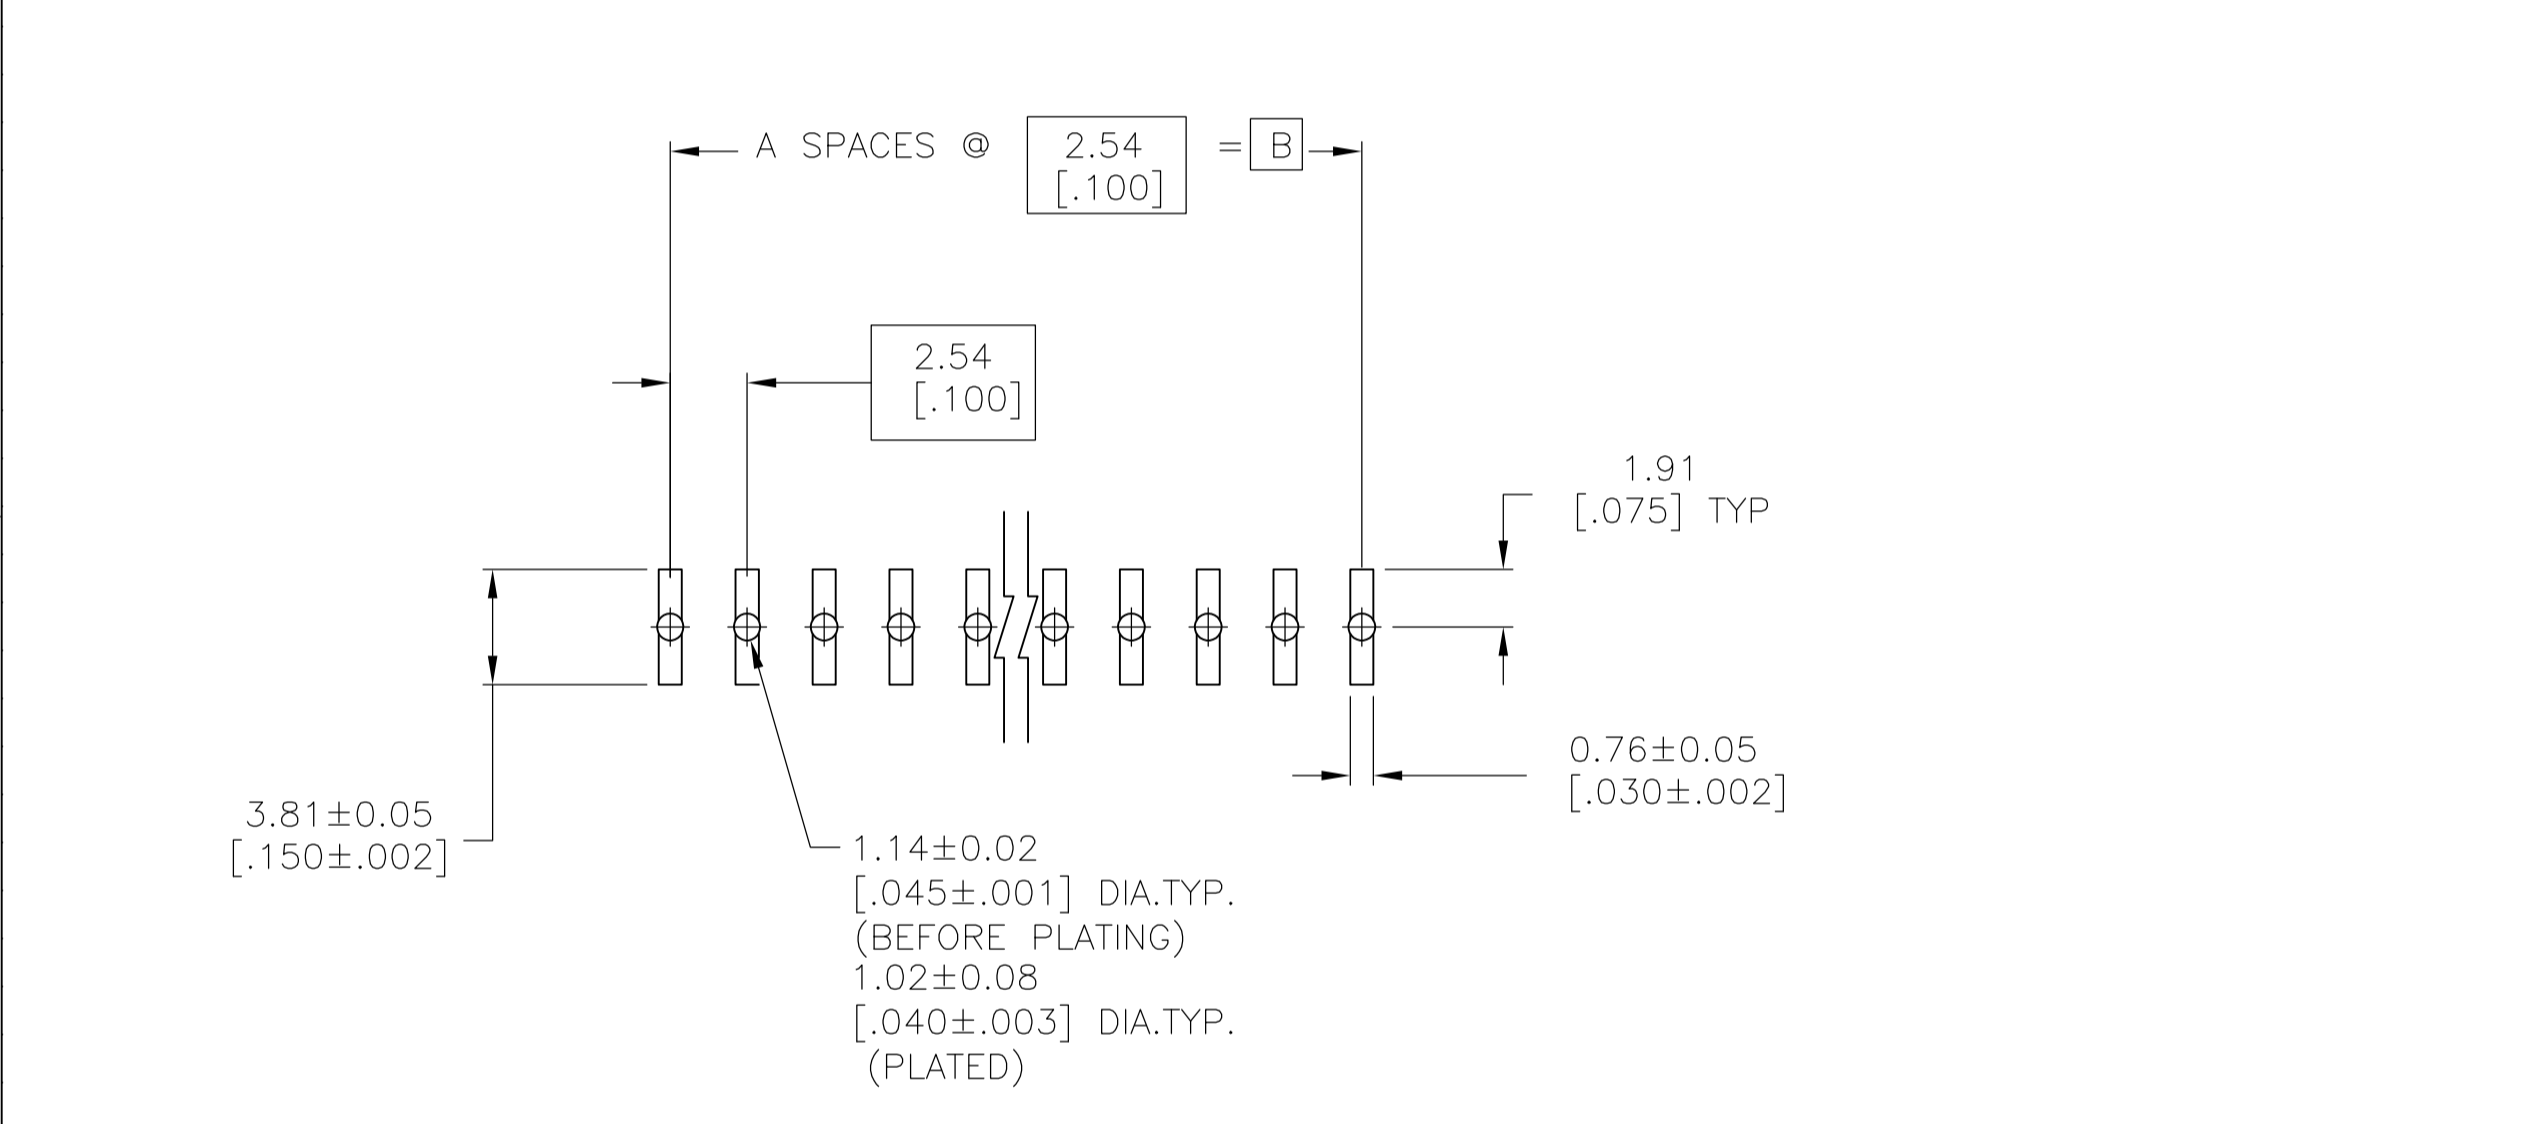 A SPACES @ 2.54 = B
[.100]
2.54
[.100]
1.91
[.075] TYP
0.76±0.05
[.030±.002]
3.81±0.05
[.150±.002]
1.14±0.02
[.045±.001] DIA.TYP.
(BEFORE PLATING)
1.02±0.08
[.040±.003] DIA.TYP.
(PLATED)